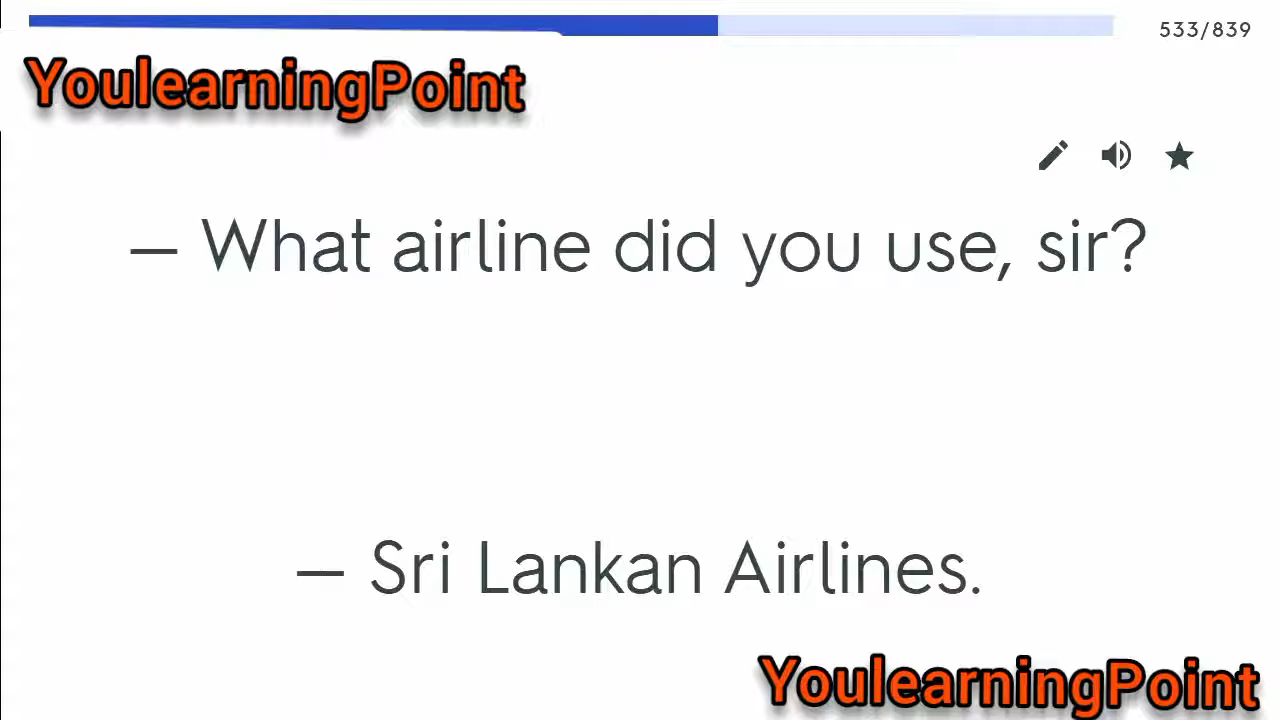 533/839
YoulearningPoint
— What airline did you use, sir?
— Sri Lankan Airlines.
YoulearningPoint